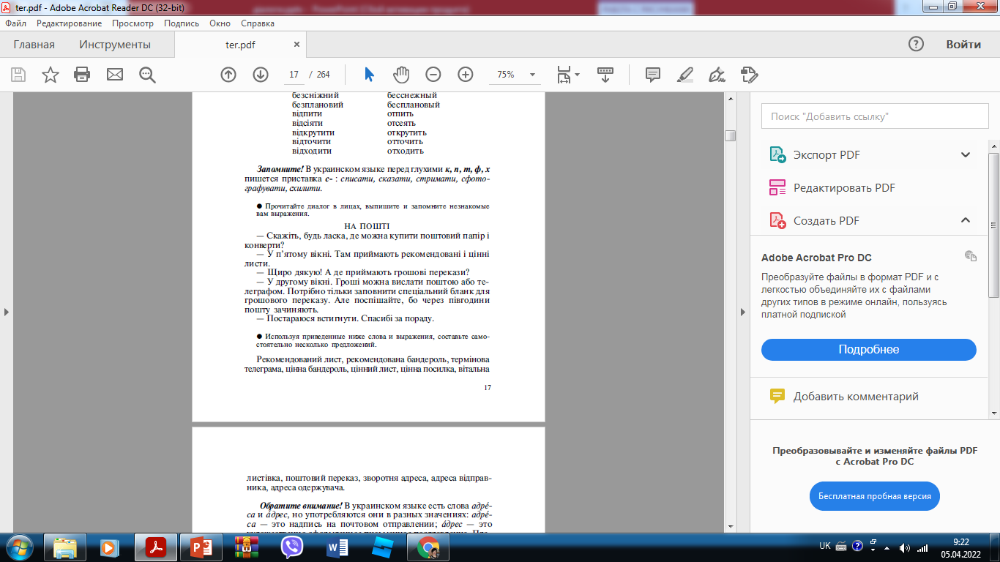 ter.pdf - Adobe Acrobat Reader DC (32-bit)
Файл Редактирование Просмотр Подпись Окно Справка
Главная Инструменты ter.pdf × ? Войти
17 / 264 75%
безсніжний бесснежный
безплановий бесплановый
відпити отпить
відсіяти отсеять
відкрутити открутить
відточити отточить
відходити отходить
Запомните! В украинском языке перед глухими к, п, т, ф, х
пишется приставка с- : списати, сказати, стримати, сфото-
графувати, схилити.
● Прочитайте диалог в лицах, выпишите и запомните незнакомые
вам выражения.
НА ПОШТІ
— Скажіть, будь ласка, де можна купити поштовий папір і
конверти?
— У п’ятому вікні. Там приймають рекомендовані і цінні
листи.
— Щиро дякую! А де приймають грошові перекази?
— У другому вікні. Гроші можна вислати поштою або те-
леграфом. Потрібно тільки заповнити спеціальний бланк для
грошового переказу. Але поспішайте, бо через півгодини
пошту зачиняють.
— Постараюся встигнути. Спасибі за пораду.
● Используя приведенные ниже слова и выражения, составьте само-
стоятельно несколько предложений.
Рекомендований лист, рекомендована бандероль, термінова
телеграма, цінна бандероль, цінний лист, цінна посилка, вітальна
17
листівка, поштовий переказ, зворотня адреса, адреса відправ-
ника, адреса одержувача.
Обратите внимание! В украинском языке есть слова адре́-
са и а́дрес, но употребляются они в разных значениях: адре́-
са — это надпись на почтовом отправлении; а́дрес — это
Поиск "Добавить ссылку"
Экспорт PDF
Редактировать PDF
Создать PDF
Adobe Acrobat Pro DC
Преобразуйте файлы в формат PDF и с
легкостью объединяйте их с файлами
других типов в режиме онлайн, пользуясь
платной подпиской
Подробнее
Добавить комментарий
Преобразовывайте и изменяйте файлы PDF
с Acrobat Pro DC
Бесплатная пробная версия
UK 9:22
05.04.2022